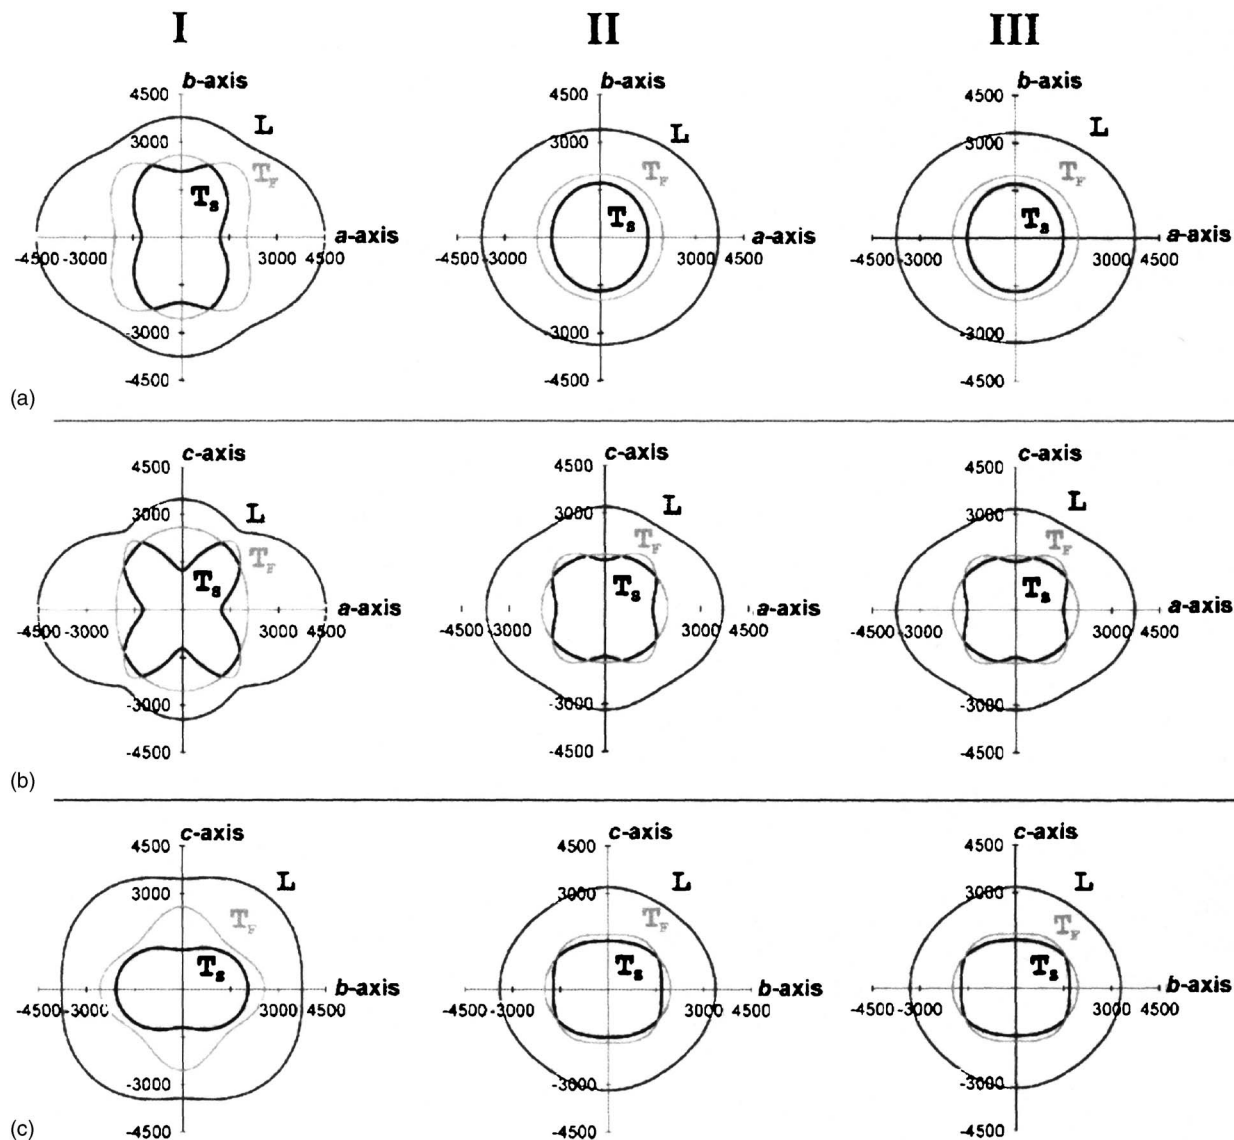 I II III
b-axis b-axis b-axis
4500 4500 4500
L L L
3000 3000 3000
T_F T_F T_F
T_s T_s T_s
a-axis a-axis a-axis
-4500 -3000 3000 4500 -4500 -3000 3000 4500 -4500 -3000 3000 4500
-3000 -3000 -3000
-4500 -4500 -4500
(a)
c-axis c-axis c-axis
4500 4500 4500
L L L
3000 3000 3000
T_F T_F T_F
T_s T_s T_s
a-axis a-axis a-axis
-4500 -3000 3000 4500 -4500 -3000 3000 4500 -4500 -3000 3000 4500
-3000 -3000 -3000
-4500 -4500 -4500
(b)
c-axis c-axis c-axis
4500 4500 4500
L L L
3000 3000 3000
T_F T_F T_F
T_s T_s T_s
b-axis b-axis b-axis
-4500 -3000 3000 4500 -4500 -3000 3000 4500 -4500 -3000 3000 4500
-3000 -3000 -3000
-4500 -4500 -4500
(c)